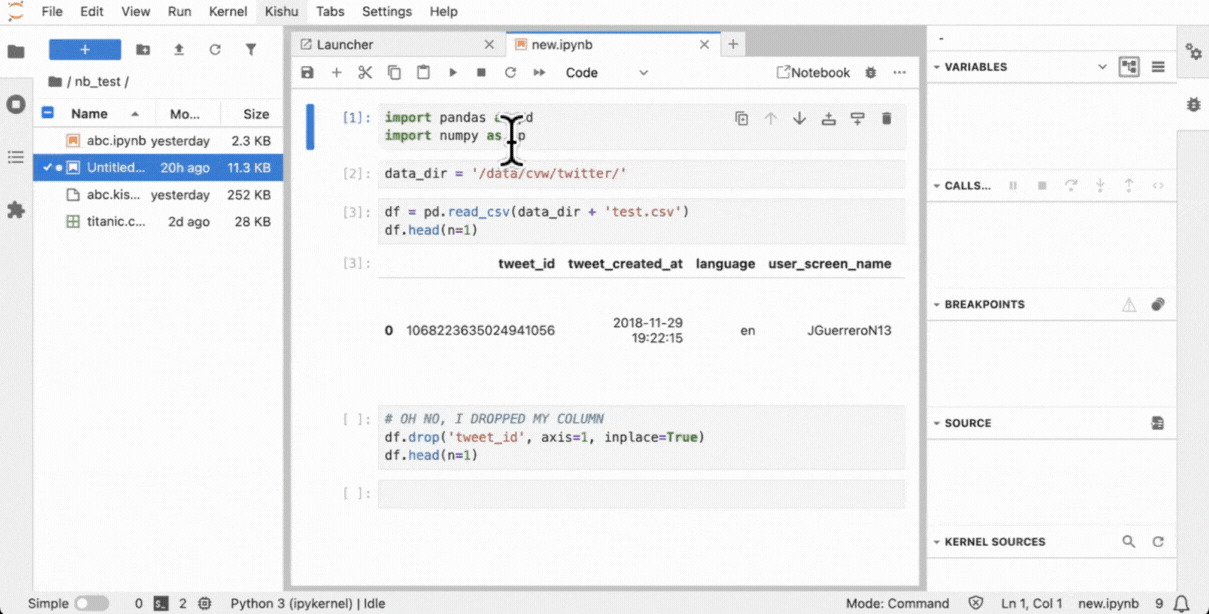 File Edit View Run Kernel Kishu Tabs Settings Help
Launcher
new.ipynb
-
VARIABLES
Code
Notebook
/ nb_test /
Name Mo... Size
abc.ipynb yesterday 2.3 KB
Untitled... 20h ago 11.3 KB
abc.kis... yesterday 252 KB
titanic.c... 2d ago 28 KB
[1]: import pandas
import numpy as
[2]: data_dir = '/data/cvw/twitter/'
[3]: df = pd.read_csv(data_dir + 'test.csv')
df.head(n=1)
[3]: tweet_id tweet_created_at language user_screen_name
0 1068223635024941056 2018-11-29 19:22:15 en JGuerreroN13
[ ]: # OH NO, I DROPPED MY COLUMN
df.drop('tweet_id', axis=1, inplace=True)
df.head(n=1)
[ ]:
CALLS...
BREAKPOINTS
SOURCE
KERNEL SOURCES
Simple 0 2 Python 3 (ipykernel) | Idle Mode: Command Ln 1, Col 1 new.ipynb 9